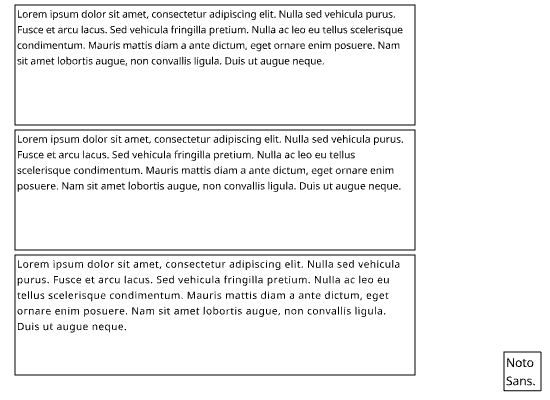 Lorem ipsum dolor sit amet, consectetur adipiscing elit. Nulla sed vehicula purus.
Fusce et arcu lacus. Sed vehicula fringilla pretium. Nulla ac leo eu tellus scelerisque
condimentum. Mauris mattis diam a ante dictum, eget ornare enim posuere. Nam
sit amet lobortis augue, non convallis ligula. Duis ut augue neque.
Lorem ipsum dolor sit amet, consectetur adipiscing elit. Nulla sed vehicula purus.
Fusce et arcu lacus. Sed vehicula fringilla pretium. Nulla ac leo eu tellus
scelerisque condimentum. Mauris mattis diam a ante dictum, eget ornare enim
posuere. Nam sit amet lobortis augue, non convallis ligula. Duis ut augue neque.
Lorem ipsum dolor sit amet, consectetur adipiscing elit. Nulla sed vehicula
purus. Fusce et arcu lacus. Sed vehicula fringilla pretium. Nulla ac leo eu
tellus scelerisque condimentum. Mauris mattis diam a ante dictum, eget
ornare enim posuere. Nam sit amet lobortis augue, non convallis ligula.
Duis ut augue neque.
Noto
Sans.